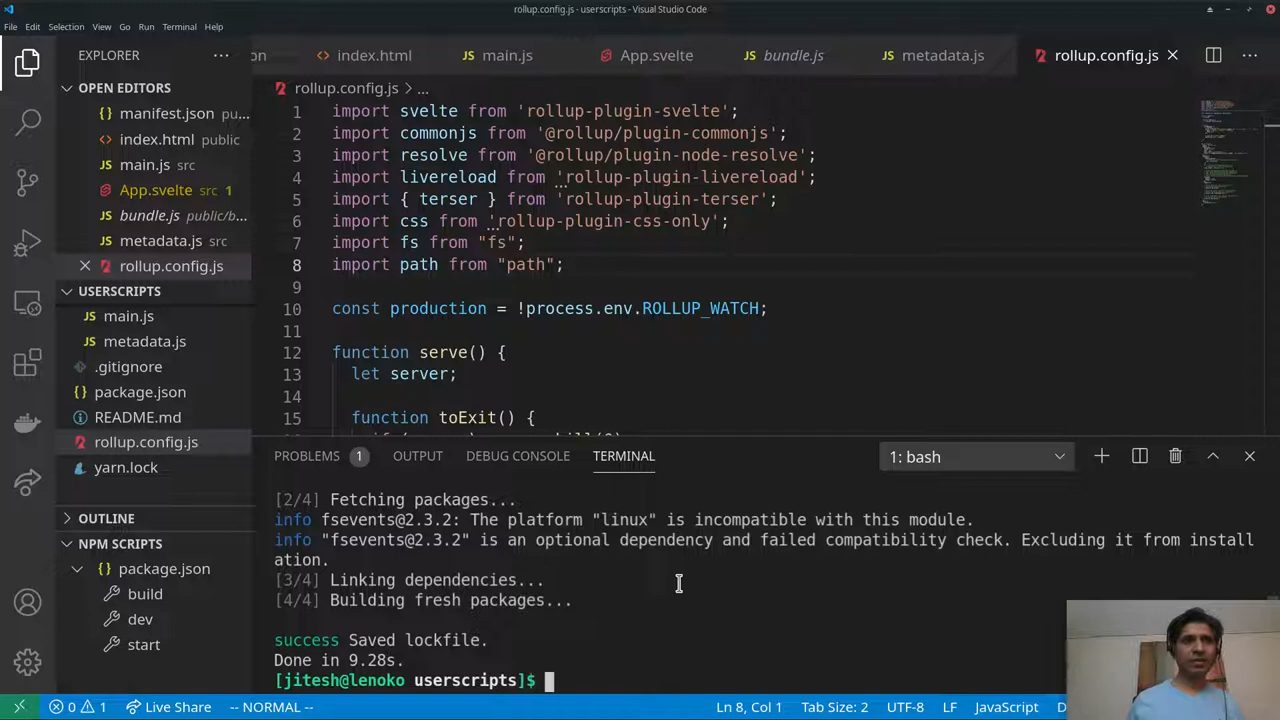 rollup.config.js - userscripts - Visual Studio Code
File Edit Selection View Go Run Terminal Help
EXPLORER
OPEN EDITORS
manifest.json pu...
index.html public
main.js src
App.svelte src 1
bundle.js public/b...
metadata.js src
rollup.config.js
USERSCRIPTS
main.js
metadata.js
.gitignore
package.json
README.md
rollup.config.js
yarn.lock
OUTLINE
NPM SCRIPTS
package.json
build
dev
start
on index.html main.js App.svelte bundle.js metadata.js rollup.config.js
rollup.config.js > ...
1 import svelte from 'rollup-plugin-svelte';
2 import commonjs from '@rollup/plugin-commonjs';
3 import resolve from '@rollup/plugin-node-resolve';
4 import livereload from 'rollup-plugin-livereload';
5 import { terser } from 'rollup-plugin-terser';
6 import css from 'rollup-plugin-css-only';
7 import fs from "fs";
8 import path from "path";
9
10 const production = !process.env.ROLLUP_WATCH;
11
12 function serve() {
13 let server;
14
15 function toExit() {
PROBLEMS 1 OUTPUT DEBUG CONSOLE TERMINAL 1: bash
[2/4] Fetching packages...
info fsevents@2.3.2: The platform "linux" is incompatible with this module.
info "fsevents@2.3.2" is an optional dependency and failed compatibility check. Excluding it from install
ation.
[3/4] Linking dependencies...
[4/4] Building fresh packages...
success Saved lockfile.
Done in 9.28s.
[jitesh@lenoko userscripts]$
0 1 Live Share -- NORMAL -- Ln 8, Col 1 Tab Size: 2 UTF-8 LF JavaScript